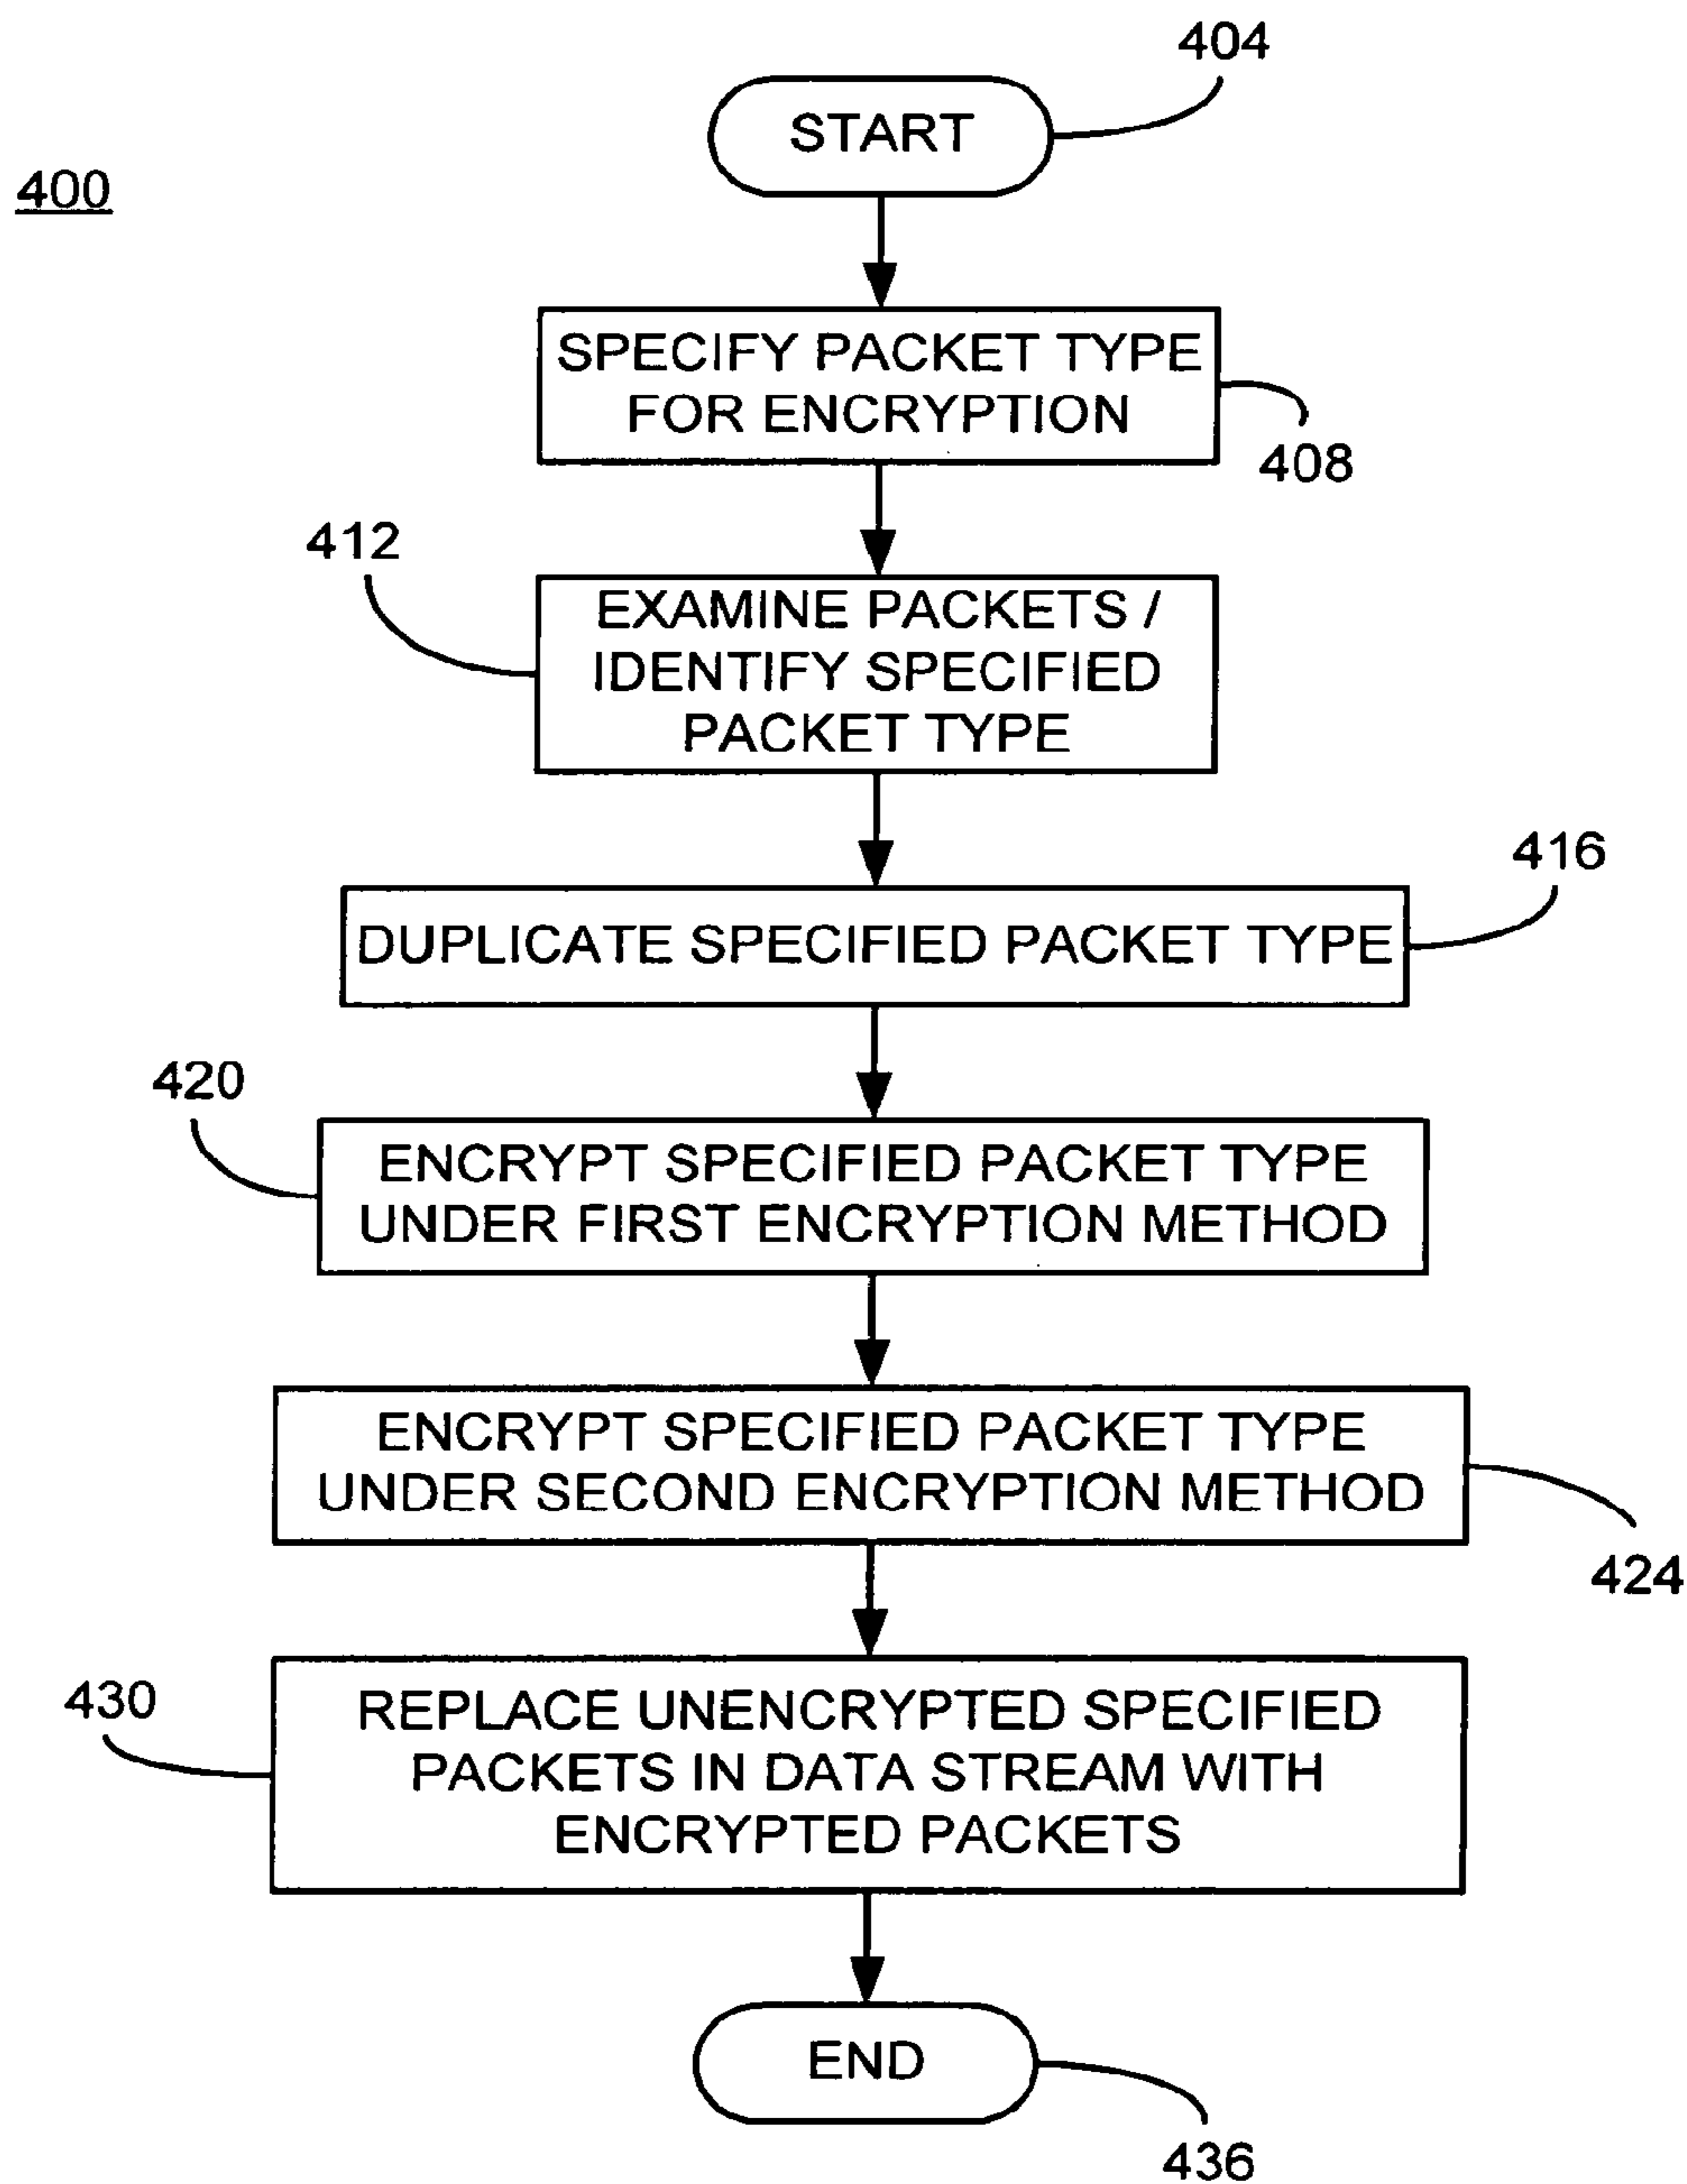 404
START
400
SPECIFY PACKET TYPE
FOR ENCRYPTION
408
412
EXAMINE PACKETS /
IDENTIFY SPECIFIED
PACKET TYPE
416
DUPLICATE SPECIFIED PACKET TYPE
420
ENCRYPT SPECIFIED PACKET TYPE
UNDER FIRST ENCRYPTION METHOD
ENCRYPT SPECIFIED PACKET TYPE
UNDER SECOND ENCRYPTION METHOD
424
430
REPLACE UNENCRYPTED SPECIFIED
PACKETS IN DATA STREAM WITH
ENCRYPTED PACKETS
END
436